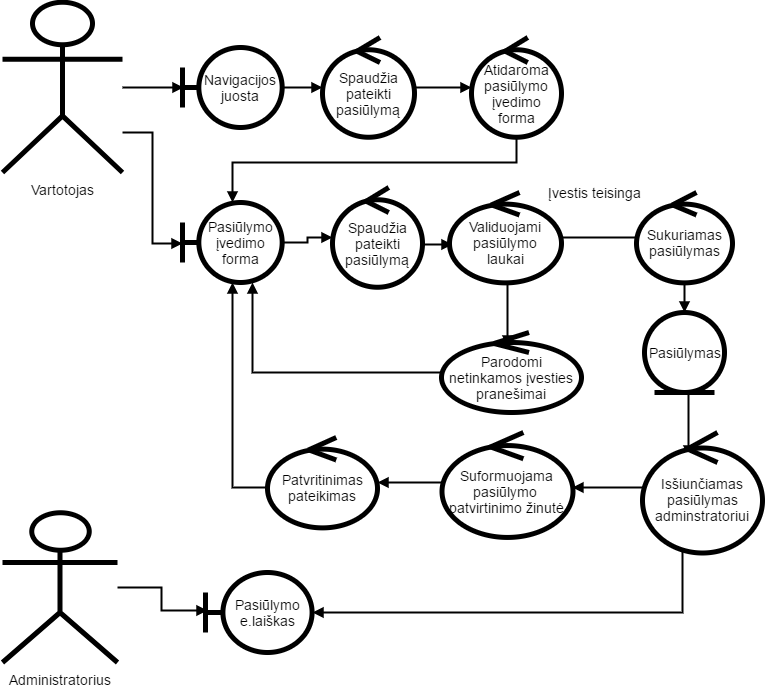 Navigacijos
juosta
Spaudžia
pateikti
pasiūlymą
Atidaroma
pasiūlymo
įvedimo
forma
Vartotojas
Įvestis teisinga
Pasiūlymo
įvedimo
forma
Spaudžia
pateikti
pasiūlymą
Validuojami
pasiūlymo
laukai
Sukuriamas
pasiūlymas
Pasiūlymas
Parodomi
netinkamos įvesties
pranešimai
Patvritinimas
pateikimas
Suformuojama
pasiūlymo
patvirtinimo žinutė
Išsiunčiamas
pasiūlymas
adminstratoriui
Pasiūlymo
e.laiškas
Administratorius